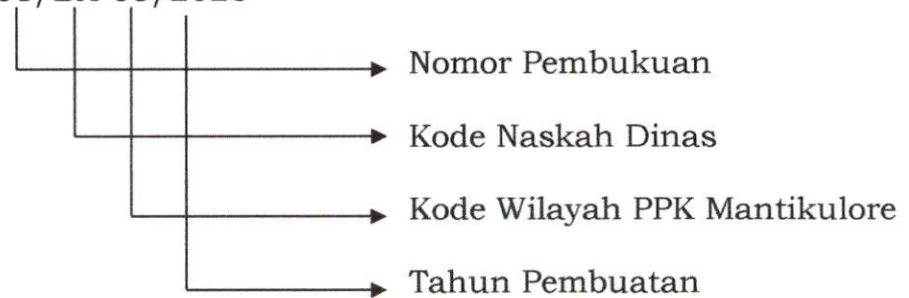 Nomor Pembukuan
Kode Naskah Dinas
Kode Wilayah PPK Mantikulore
Tahun Pembuatan